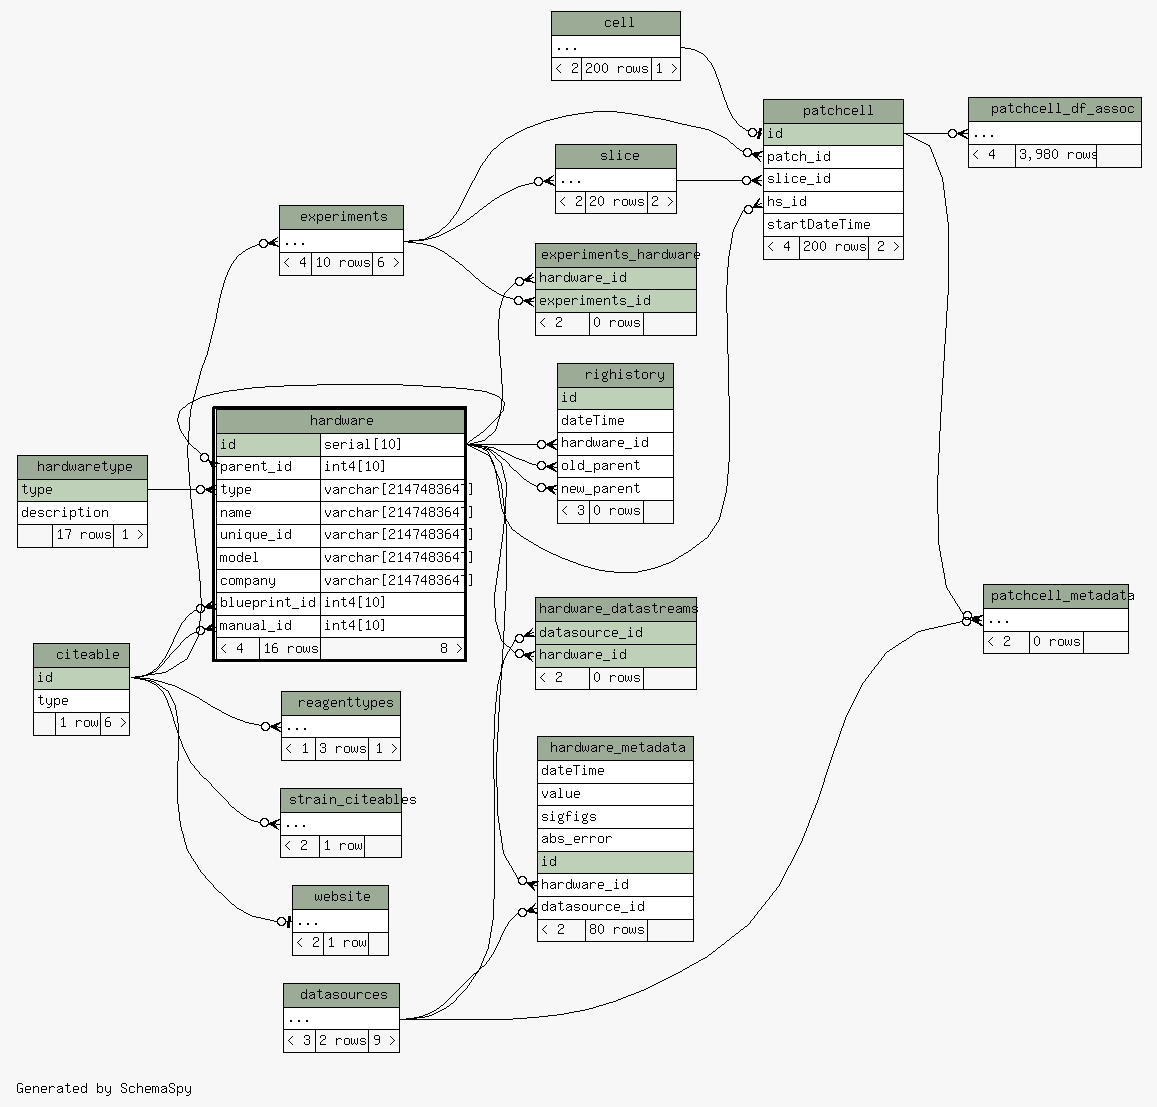 cell
...
< 2 200 rows 1 >
patchcell
id
patch_id
slice_id
hs_id
startDateTime
< 4 200 rows 2 >
patchcell_df_assoc
...
< 4 3,980 rows
slice
...
< 2 20 rows 2 >
experiments
...
< 4 10 rows 6 >
experiments_hardware
hardware_id
experiments_id
< 2 0 rows
righistory
id
dateTime
hardware_id
old_parent
new_parent
< 3 0 rows
hardware
id serial[10]
parent_id int4[10]
type varchar[2147483647]
name varchar[2147483647]
unique_id varchar[2147483647]
model varchar[2147483647]
company varchar[2147483647]
blueprint_id int4[10]
manual_id int4[10]
< 4 16 rows 8 >
hardwaretype
type
description
17 rows 1 >
patchcell_metadata
...
< 2 0 rows
hardware_datastreams
datasource_id
hardware_id
< 2 0 rows
citeable
id
type
1 row 6 >
reagenttypes
...
< 1 3 rows 1 >
hardware_metadata
dateTime
value
sigfigs
abs_error
id
hardware_id
datasource_id
< 2 80 rows
strain_citeables
...
< 2 1 row
website
...
< 2 1 row
datasources
...
< 3 2 rows 9 >
Generated by SchemaSpy